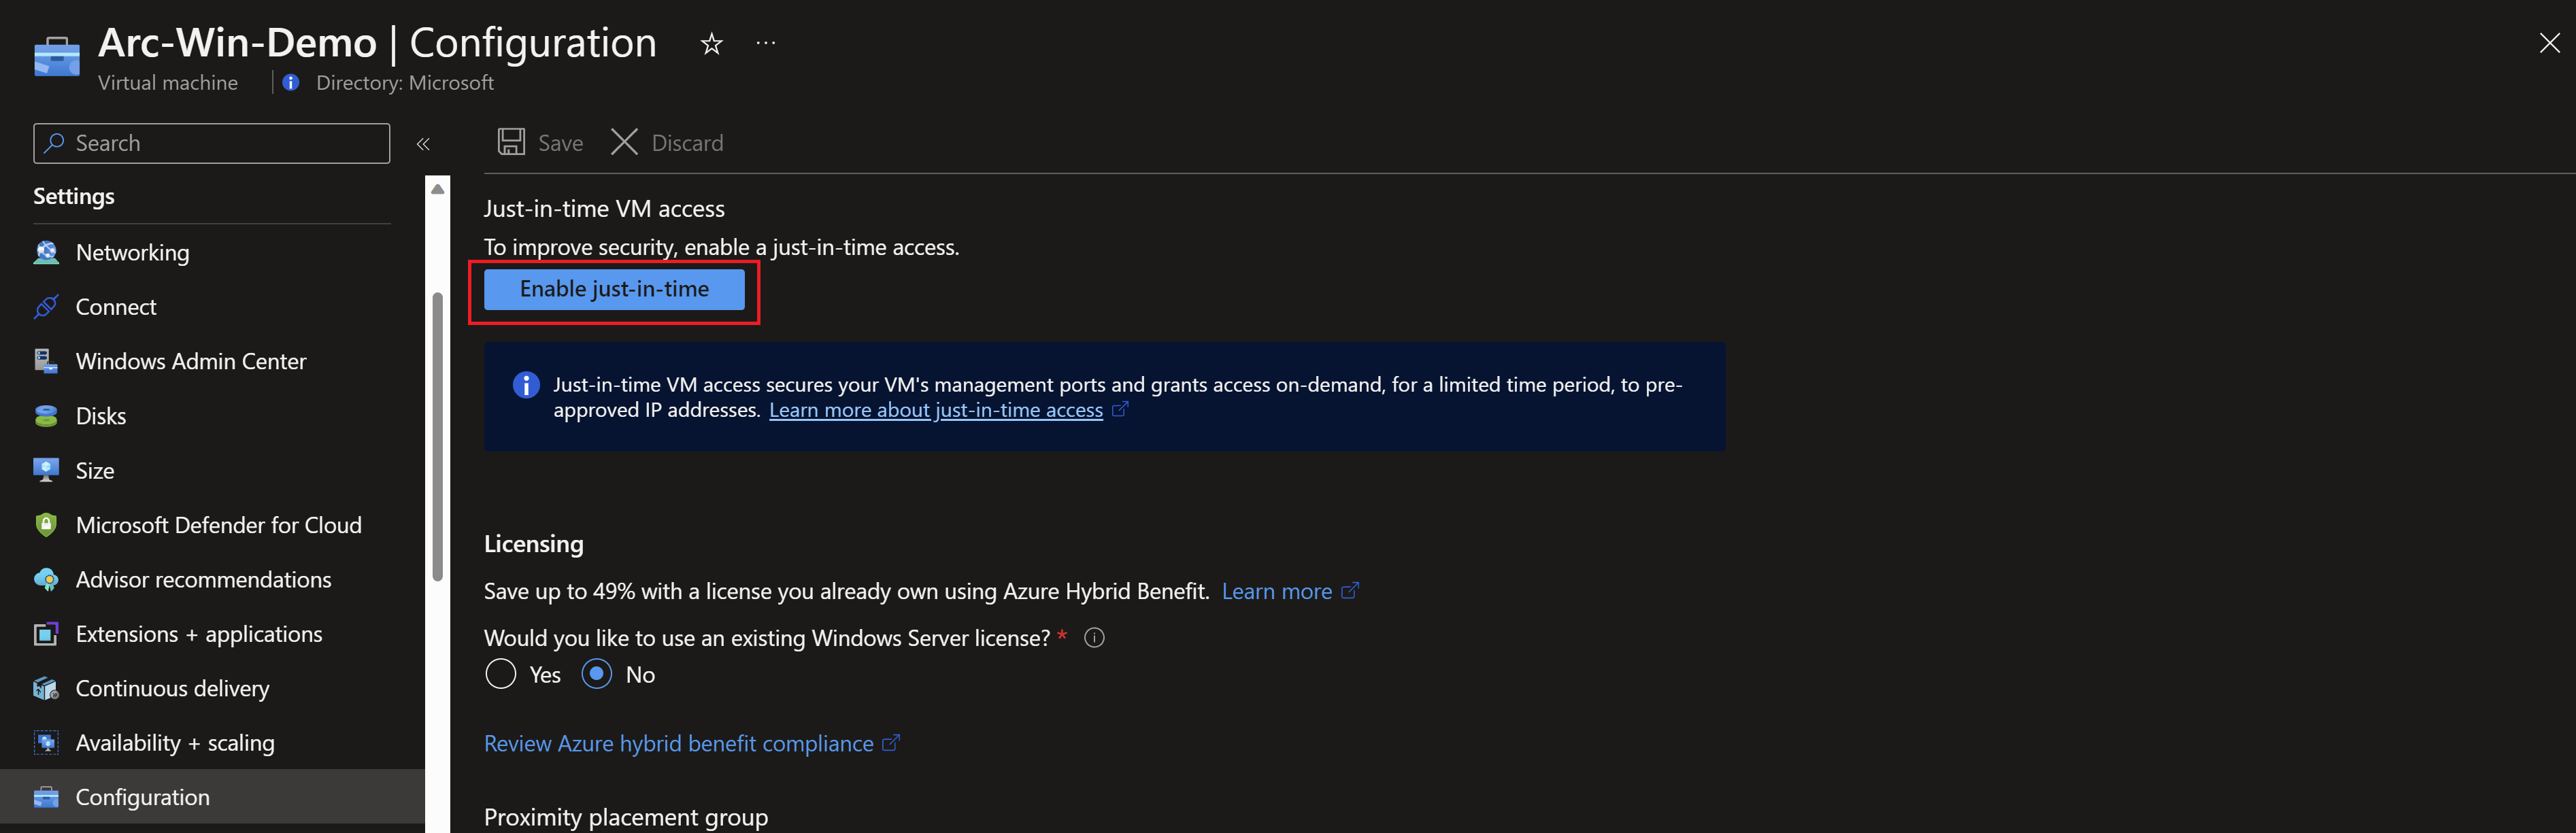 Arc-Win-Demo | Configuration
Virtual machine | Directory: Microsoft
Search
Settings
Networking
Connect
Windows Admin Center
Disks
Size
Microsoft Defender for Cloud
Advisor recommendations
Extensions + applications
Continuous delivery
Availability + scaling
Configuration
Save Discard
Just-in-time VM access
To improve security, enable a just-in-time access.
Enable just-in-time
Just-in-time VM access secures your VM's management ports and grants access on-demand, for a limited time period, to pre-
approved IP addresses. Learn more about just-in-time access
Licensing
Save up to 49% with a license you already own using Azure Hybrid Benefit. Learn more
Would you like to use an existing Windows Server license? *
Yes No
Review Azure hybrid benefit compliance
Proximity placement group